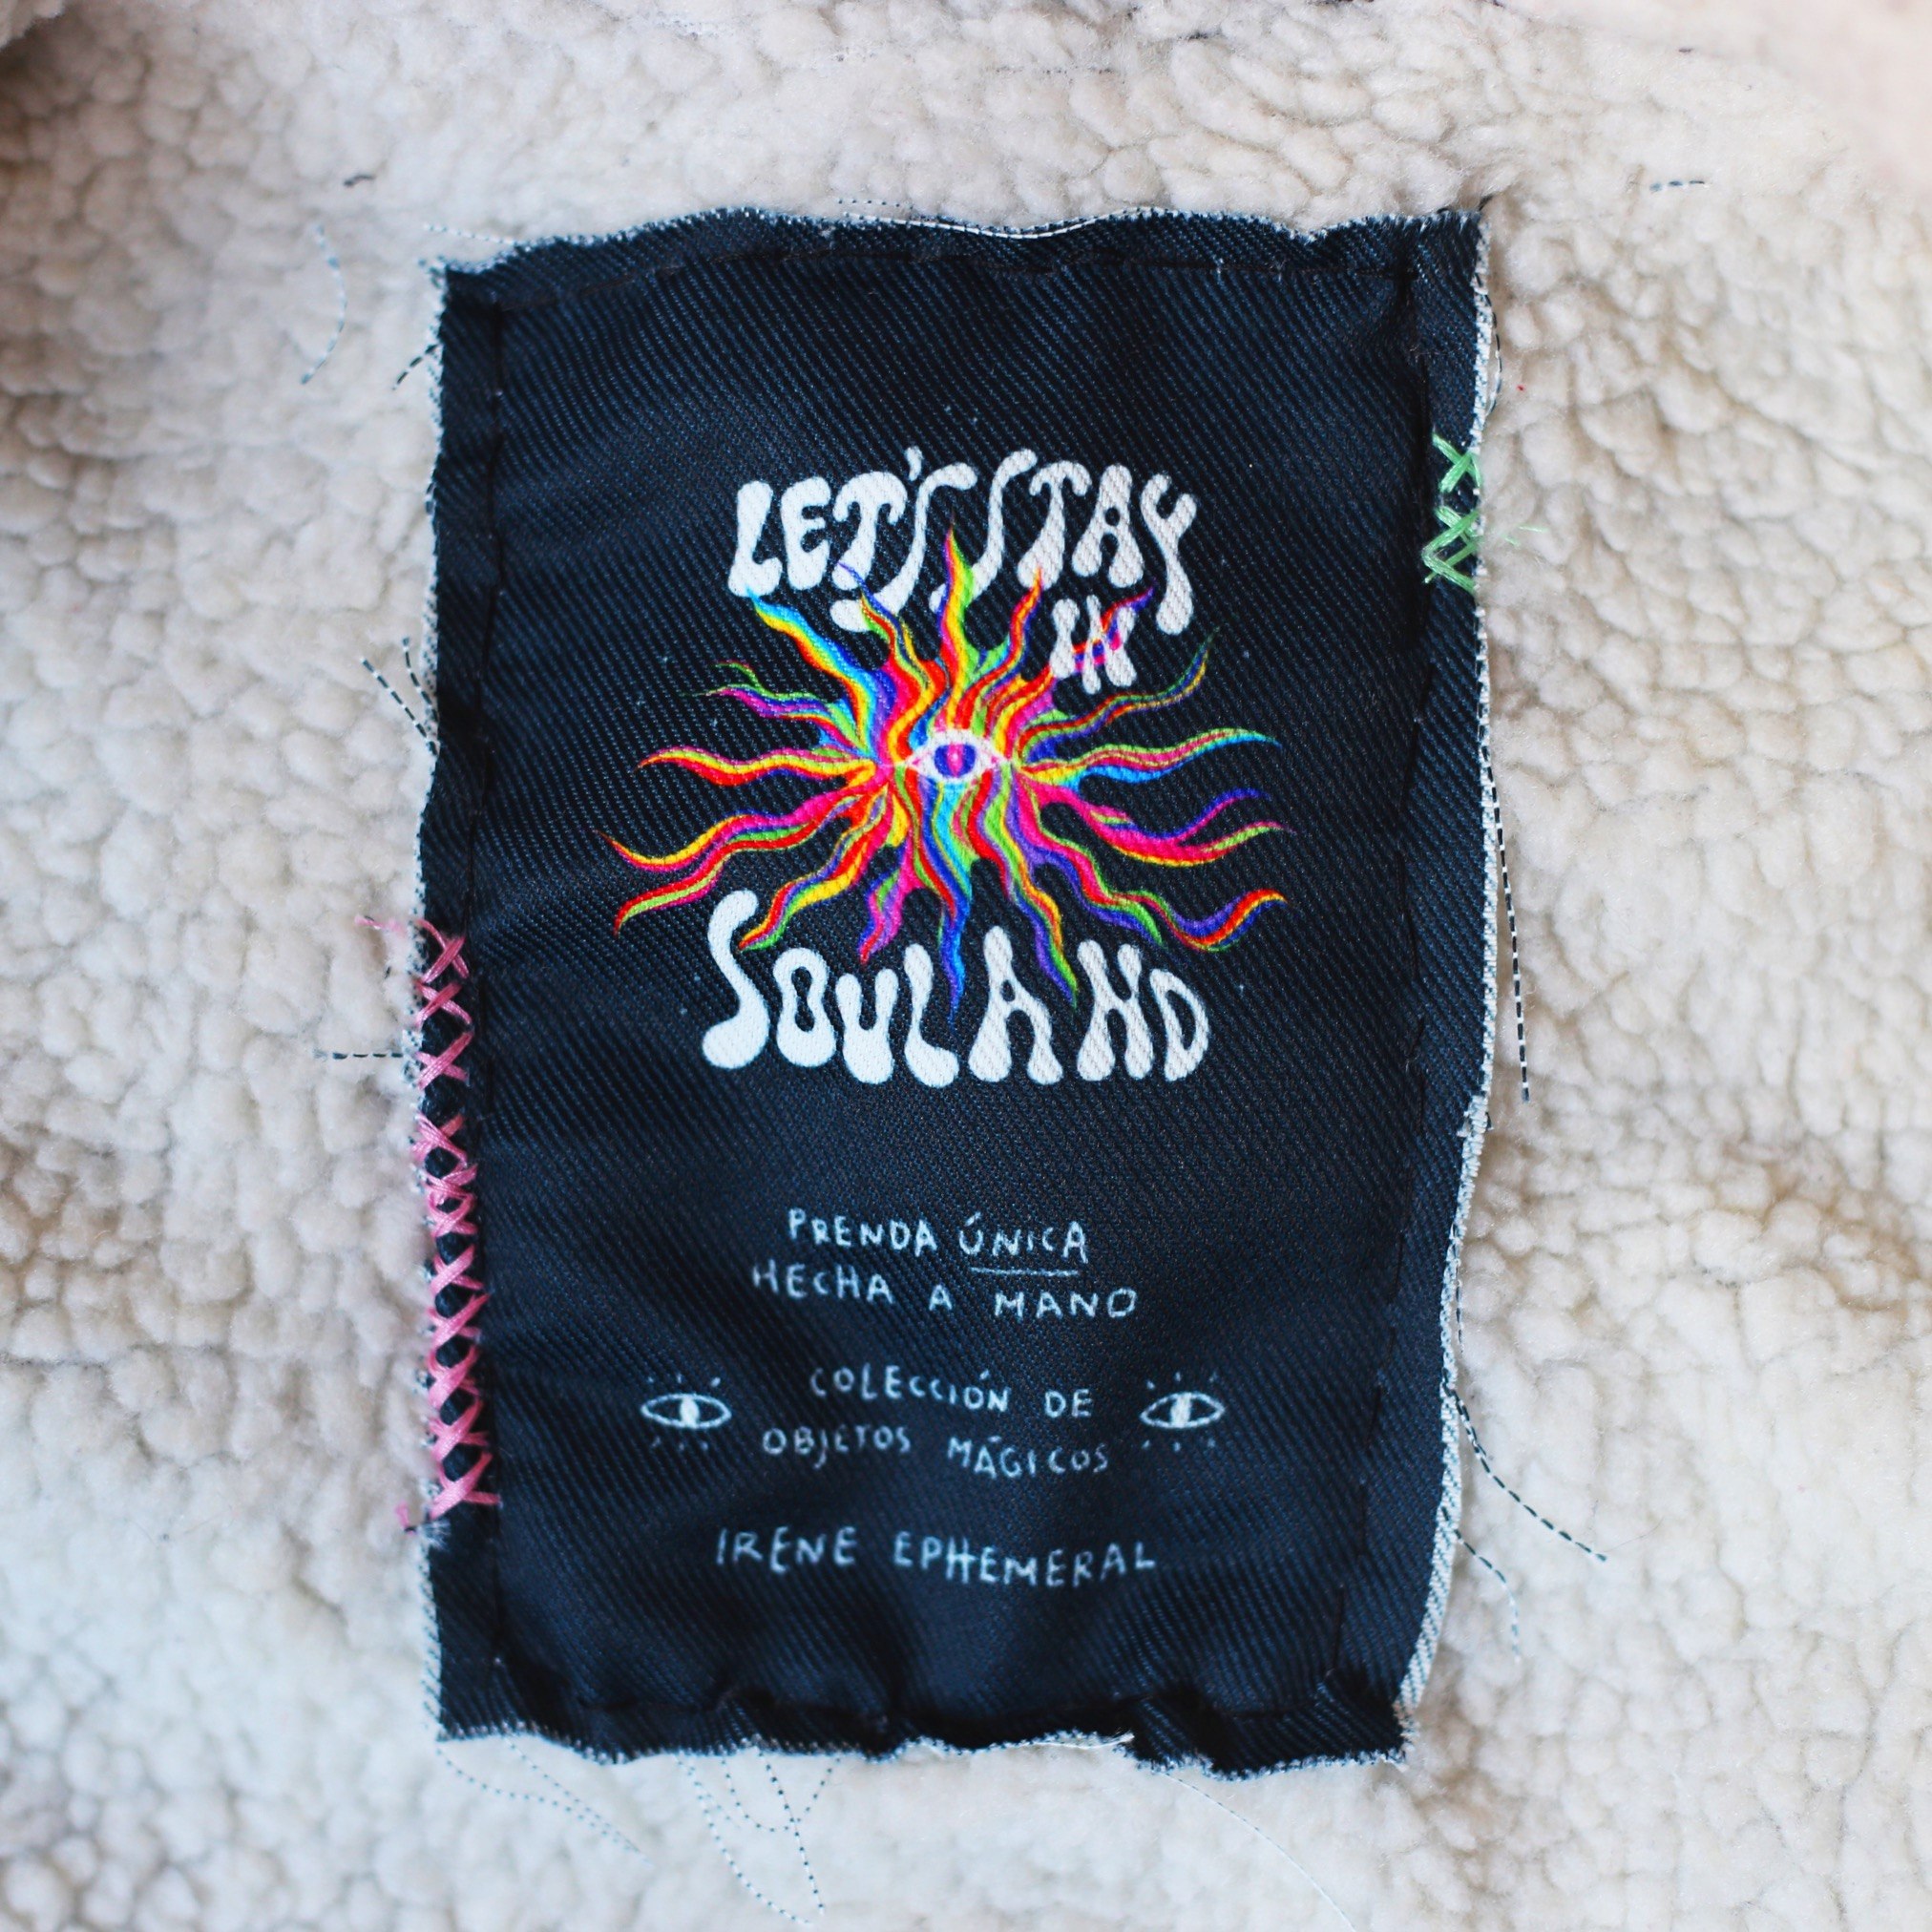 LET'S STAY
IN
SOULAND
PRENDA ÚNICA
HECHA A MANO
COLECCIÓN DE
OBJETOS MÁGICOS
IRENE EPHEMERAL